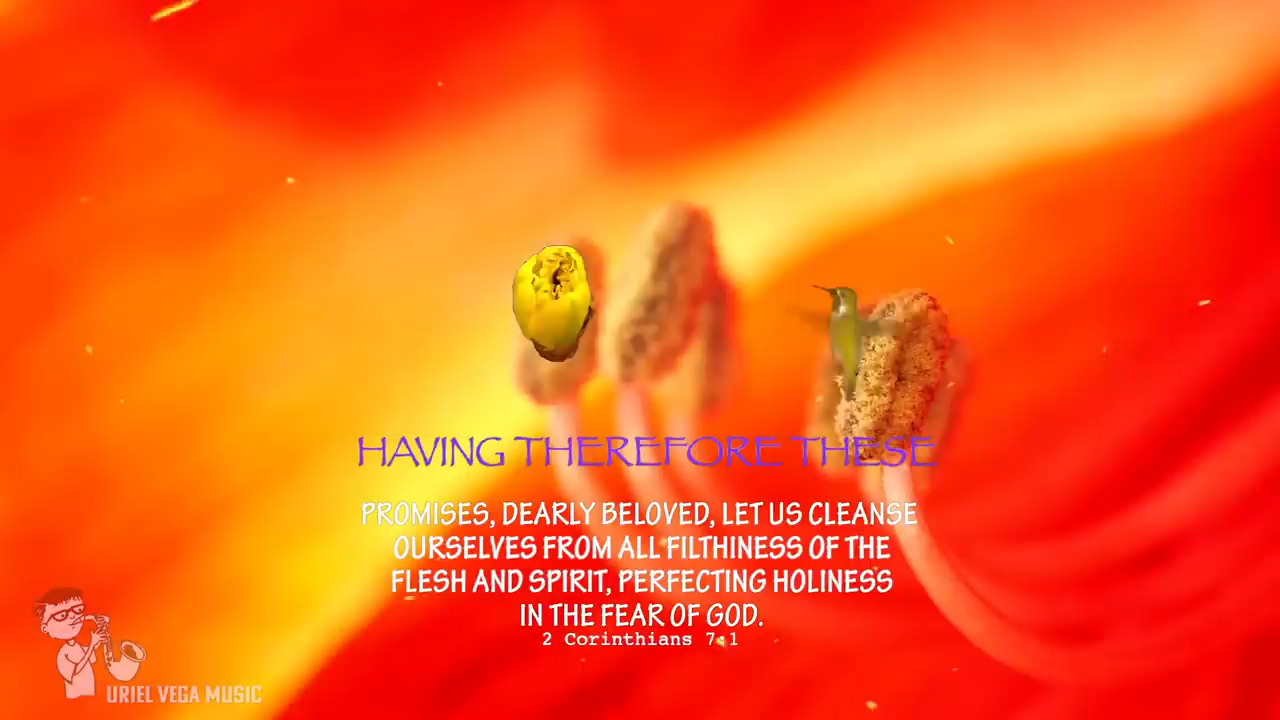 HAVING THEREFORE THESE
PROMISES, DEARLY BELOVED, LET US CLEANSE
OURSELVES FROM ALL FILTHINESS OF THE
FLESH AND SPIRIT, PERFECTING HOLINESS
IN THE FEAR OF GOD.
2 Corinthians 7:1
URIEL VEGA MUSIC